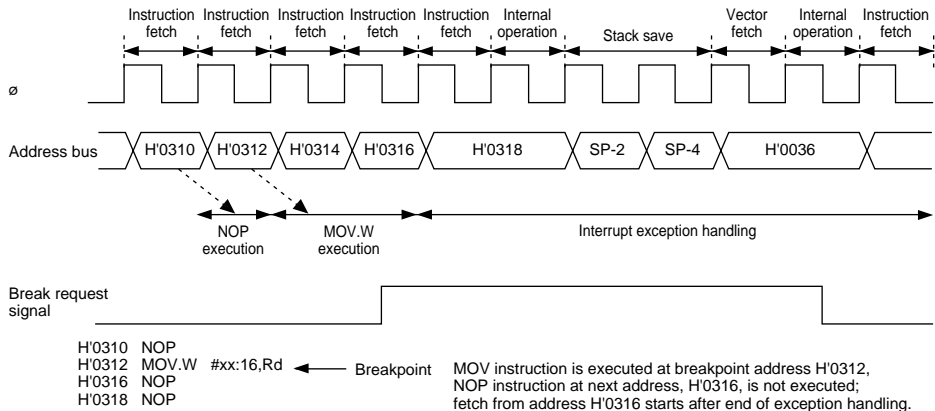 Instruction fetch
Instruction fetch
Instruction fetch
Instruction fetch
Instruction fetch
Internal operation
Stack save
Vector fetch
Internal operation
Instruction fetch
ø
Address bus
H'0310
H'0312
H'0314
H'0316
H'0318
SP-2
SP-4
H'0036
NOP execution
MOV.W execution
Interrupt exception handling
Break request signal
H'0310 NOP
H'0312 MOV.W #xx:16,Rd
H'0316 NOP
H'0318 NOP
Breakpoint
MOV instruction is executed at breakpoint address H'0312,
NOP instruction at next address, H'0316, is not executed;
fetch from address H'0316 starts after end of exception handling.